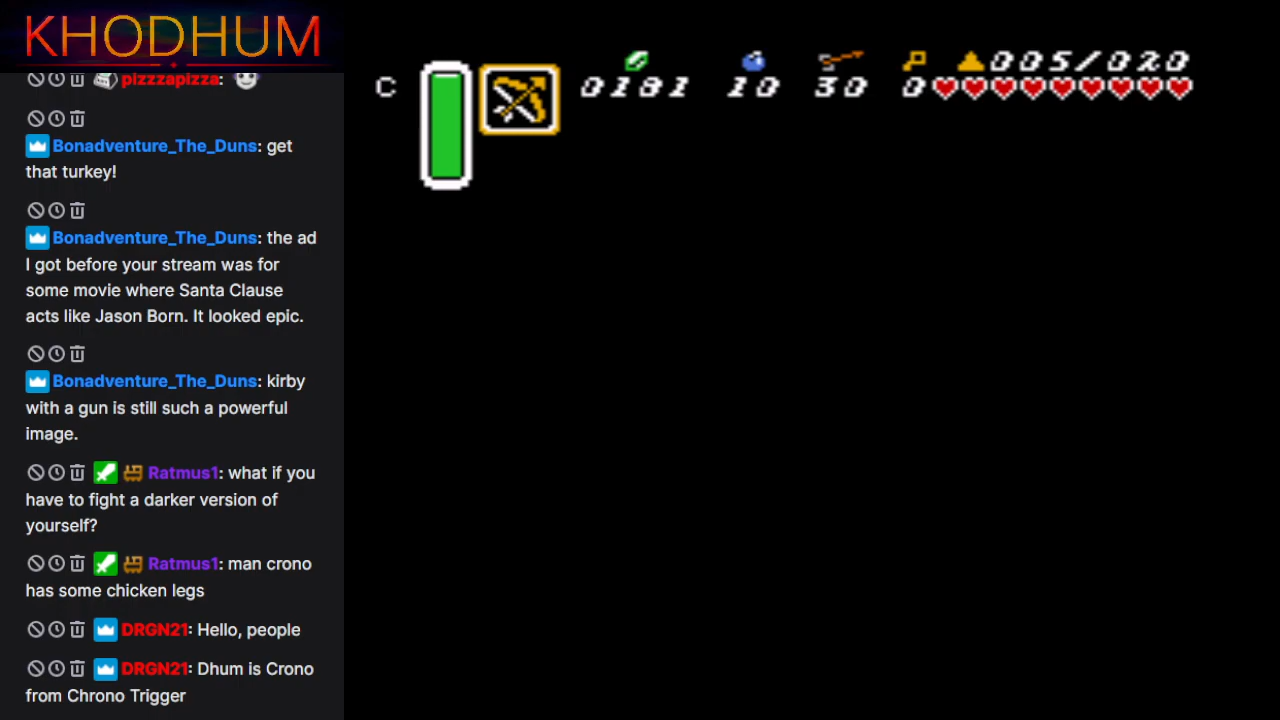 KHODHUM
pizzzapizza:
Bonadventure_The_Duns: get
that turkey!
Bonadventure_The_Duns: the ad
I got before your stream was for
some movie where Santa Clause
acts like Jason Born. It looked epic.
Bonadventure_The_Duns: kirby
with a gun is still such a powerful
image.
Ratmus1: what if you
have to fight a darker version of
yourself?
Ratmus1: man crono
has some chicken legs
DRGN21: Hello, people
DRGN21: Dhum is Crono
from Chrono Trigger
005/020
C 0181 10 30 0